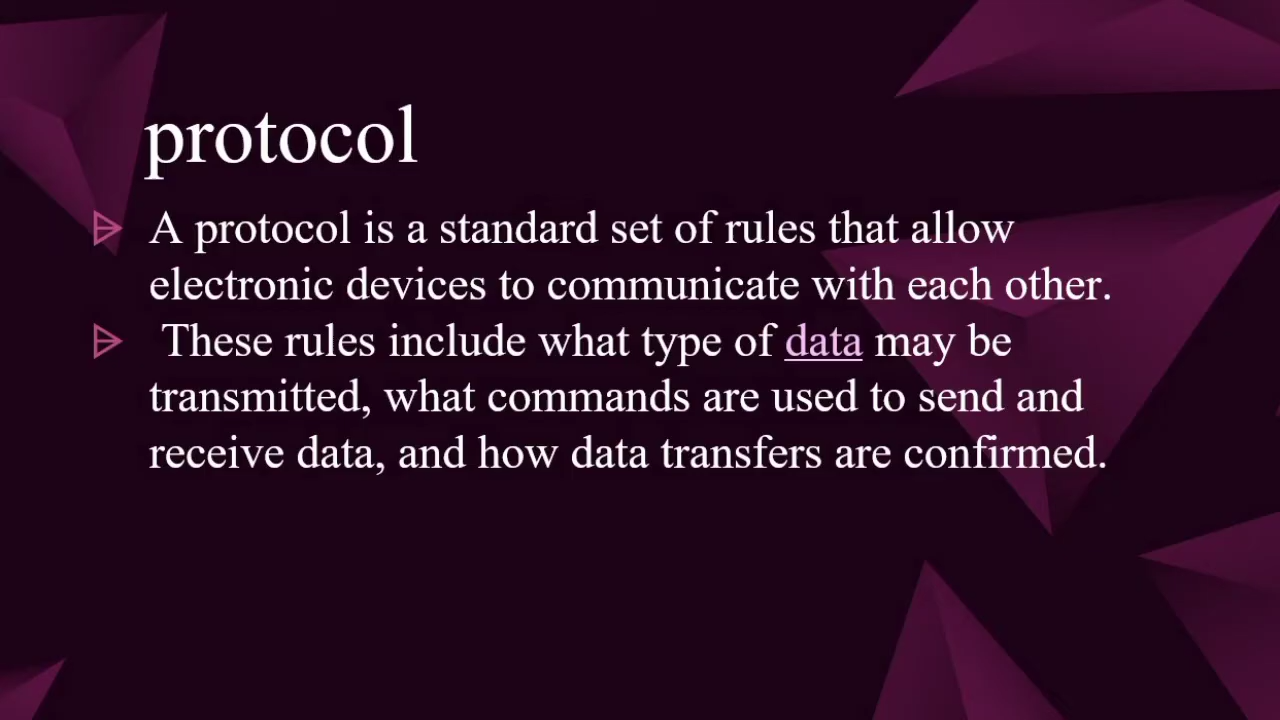 protocol
A protocol is a standard set of rules that allow
electronic devices to communicate with each other.
These rules include what type of data may be
transmitted, what commands are used to send and
receive data, and how data transfers are confirmed.